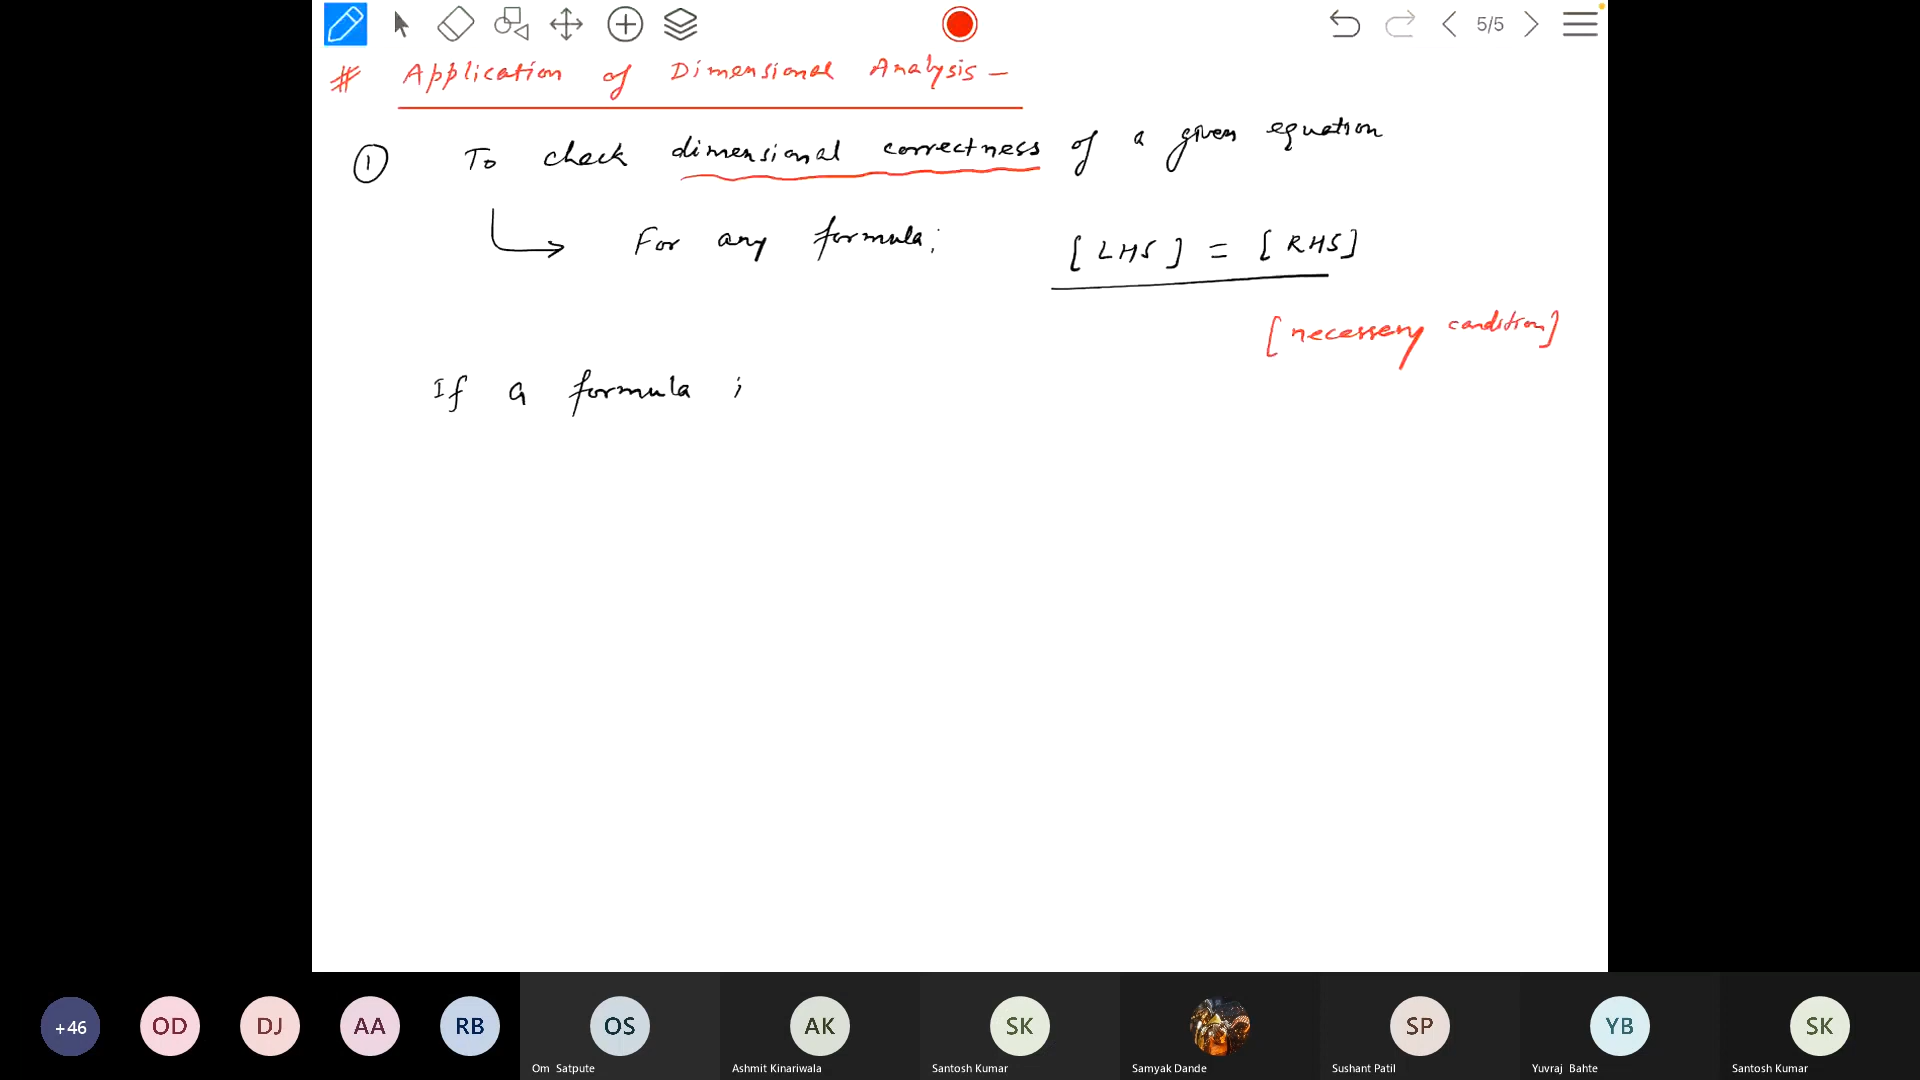 5/5
# Application of Dimensional Analysis -
① To check dimensional correctness of a given equation
For any formula; [LHS] = [RHS]
[necessery condition]
If a formula ;
+46 OD DJ AA RB OS AK SK SP YB SK
Om Satpute Ashmit Kinariwala Santosh Kumar Samyak Dande Sushant Patil Yuvraj Bahte Santosh Kumar